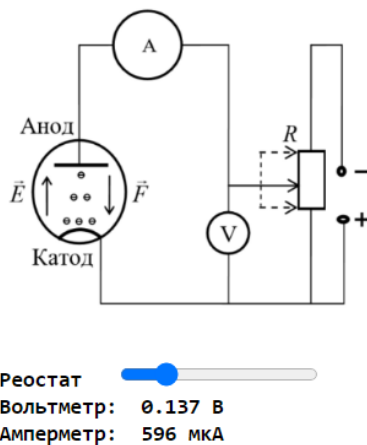 A
Анод
R
E
F
−
V
+
Катод
Реостат
Вольтметр: 0.137 В
Амперметр: 596 мкА